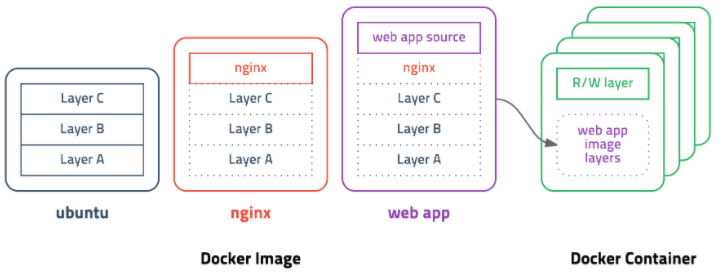 Layer C
Layer B
Layer A
ubuntu
nginx
Layer C
Layer B
Layer A
nginx
web app source
nginx
Layer C
Layer B
Layer A
web app
R/W layer
web app
image
layers
Docker Image
Docker Container